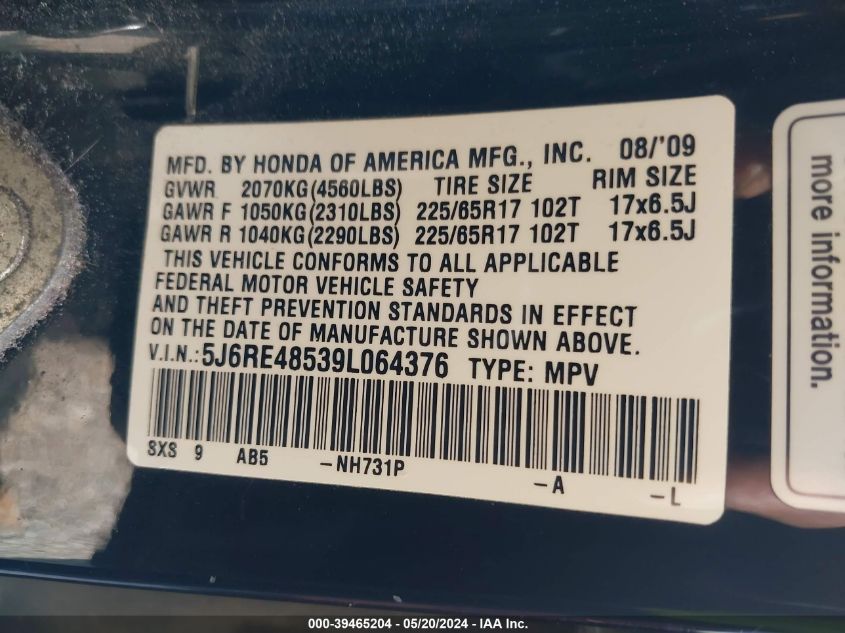 MFD. BY HONDA OF AMERICA MFG., INC. 08/'09
GVWR 2070KG(4560LBS) TIRE SIZE RIM SIZE
GAWR F 1050KG(2310LBS) 225/65R17 102T 17x6.5J
GAWR R 1040KG(2290LBS) 225/65R17 102T 17x6.5J
THIS VEHICLE CONFORMS TO ALL APPLICABLE
FEDERAL MOTOR VEHICLE SAFETY
AND THEFT PREVENTION STANDARDS IN EFFECT
ON THE DATE OF MANUFACTURE SHOWN ABOVE.
V.I.N.:5J6RE48539L064376 TYPE: MPV
SXS 9 AB5 -NH731P -A -L
more information.
000-39465204 - 05/20/2024 - IAA Inc.